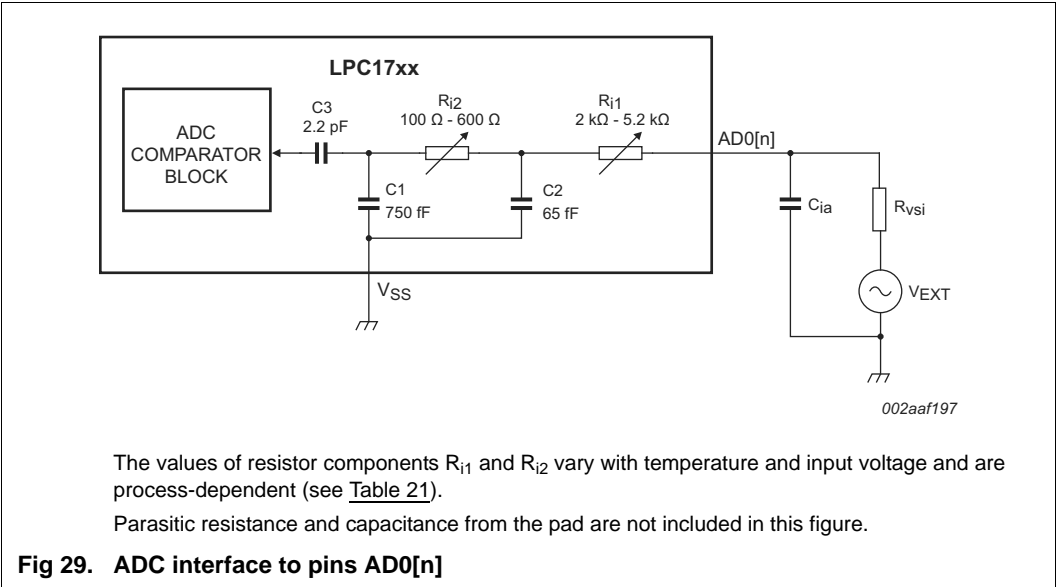 LPC17xx
ADC
COMPARATOR
BLOCK
C3
2.2 pF
Ri2
100 Ω - 600 Ω
Ri1
2 kΩ - 5.2 kΩ
AD0[n]
C1
750 fF
C2
65 fF
Cia
Rvsi
VSS
VEXT
002aaf197
The values of resistor components Ri1 and Ri2 vary with temperature and input voltage and are
process-dependent (see Table 21).
Parasitic resistance and capacitance from the pad are not included in this figure.
Fig 29. ADC interface to pins AD0[n]